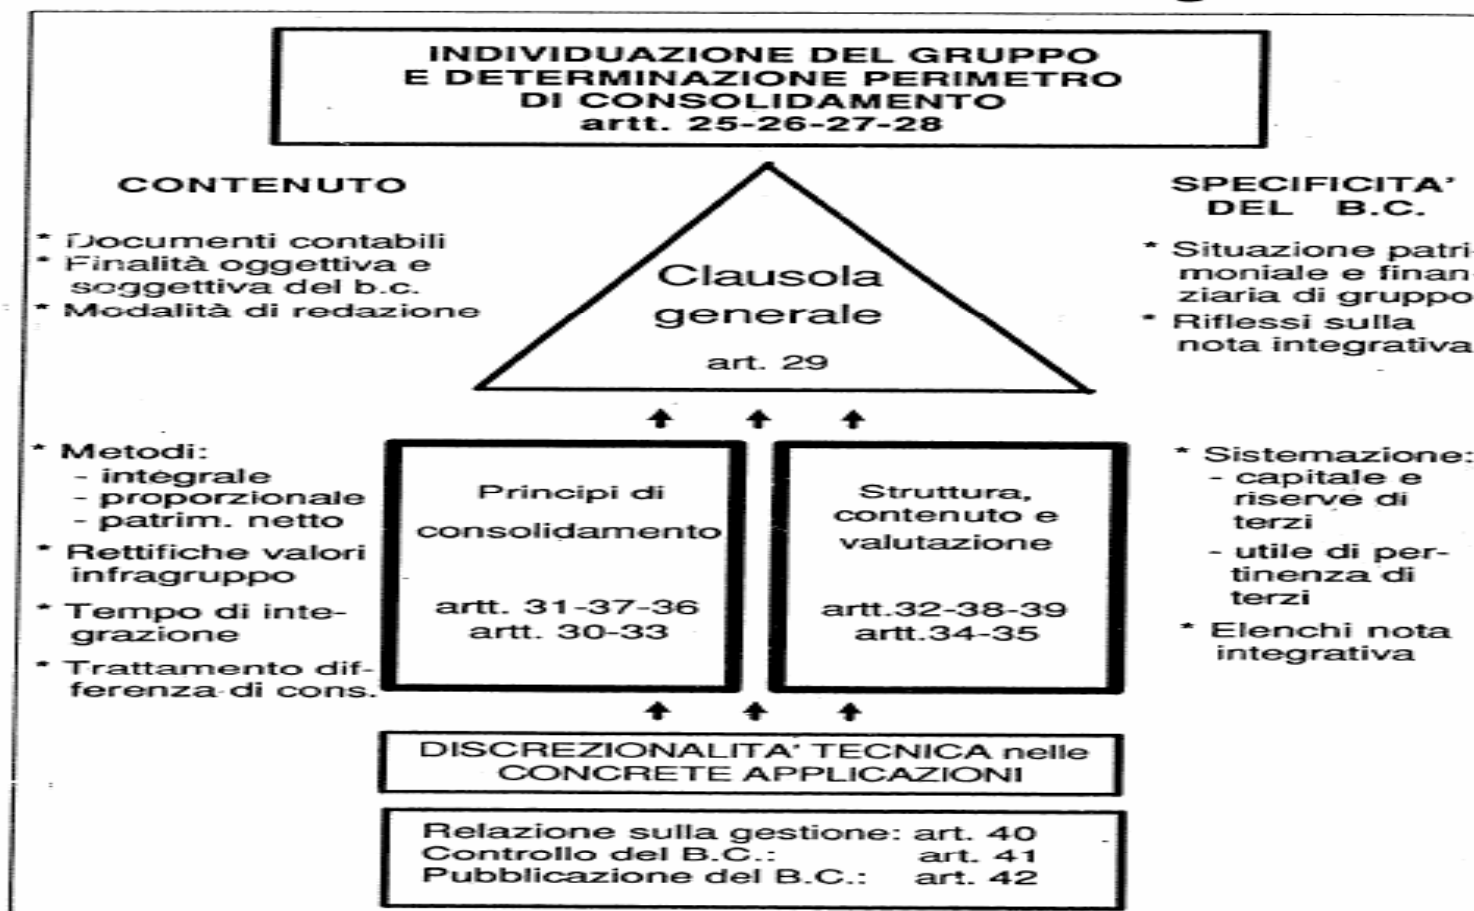 INDIVIDUAZIONE DEL GRUPPO
E DETERMINAZIONE PERIMETRO
DI CONSOLIDAMENTO
artt. 25-26-27-28
CONTENUTO
* Documenti contabili
* Finalità oggettiva e
soggettiva del b.c.
* Modalità di redazione
Clausola
generale
art. 29
SPECIFICITA'
DEL B.C.
* Situazione patri-
moniale e finan-
ziaria di gruppo
* Riflessi sulla
nota integrativa
* Metodi:
- integrale
- proporzionale
- patrim. netto
* Rettifiche valori
infragruppo
* Tempo di inte-
grazione
* Trattamento dif-
ferenza di cons.
Principi di
consolidamento
artt. 31-37-36
artt. 30-33
Struttura,
contenuto e
valutazione
artt.32-38-39
artt.34-35
* Sistemazione:
- capitale e
riserve di
terzi
- utile di per-
tinenza di
terzi
* Elenchi nota
integrativa
DISCREZIONALITA' TECNICA nelle
CONCRETE APPLICAZIONI
Relazione sulla gestione: art. 40
Controllo del B.C.: art. 41
Pubblicazione del B.C.: art. 42